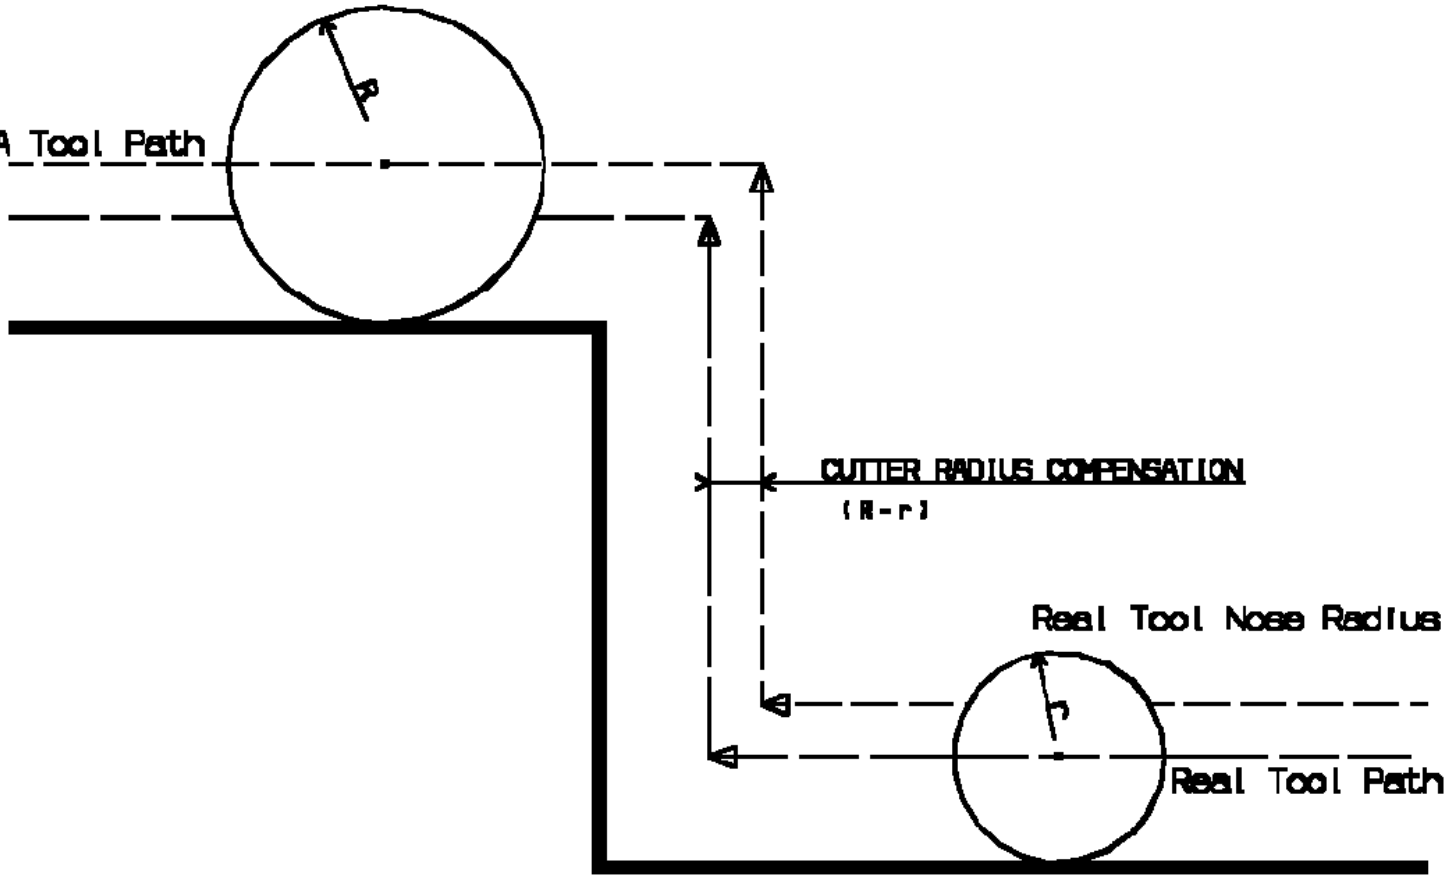 R
A Tool Path
CUTTER RADIUS COMPENSATION
(R-r)
Real Tool Nose Radius
r
Real Tool Path